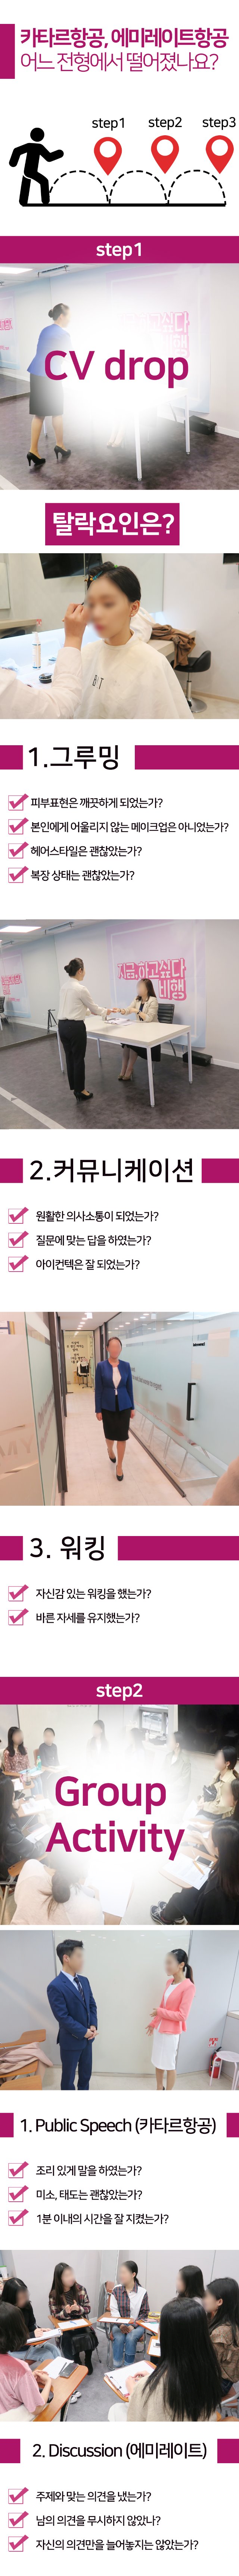 카타르항공, 에미레이트항공
어느 전형에서 떨어졌나요?
step1 step2 step3
step1
CV drop
탈락요인은?
1.그루밍
피부표현은 깨끗하게 되었는가?
본인에게 어울리지 않는 메이크업은 아니었는가?
헤어스타일은 괜찮았는가?
복장 상태는 괜찮았는가?
지금,하고싶다
비행
2.커뮤니케이션
원활한 의사소통이 되었는가?
질문에 맞는 답을 하였는가?
아이컨텍은 잘 되었는가?
3. 워킹
자신감 있는 워킹을 했는가?
바른 자세를 유지했는가?
step2
Group
Activity
1. Public Speech (카타르항공)
조리 있게 말을 하였는가?
미소, 태도는 괜찮았는가?
1분 이내의 시간을 잘 지켰는가?
2. Discussion (에미레이트)
주제와 맞는 의견을 냈는가?
남의 의견을 무시하지 않았나?
자신의 의견만을 늘어놓지는 않았는가?